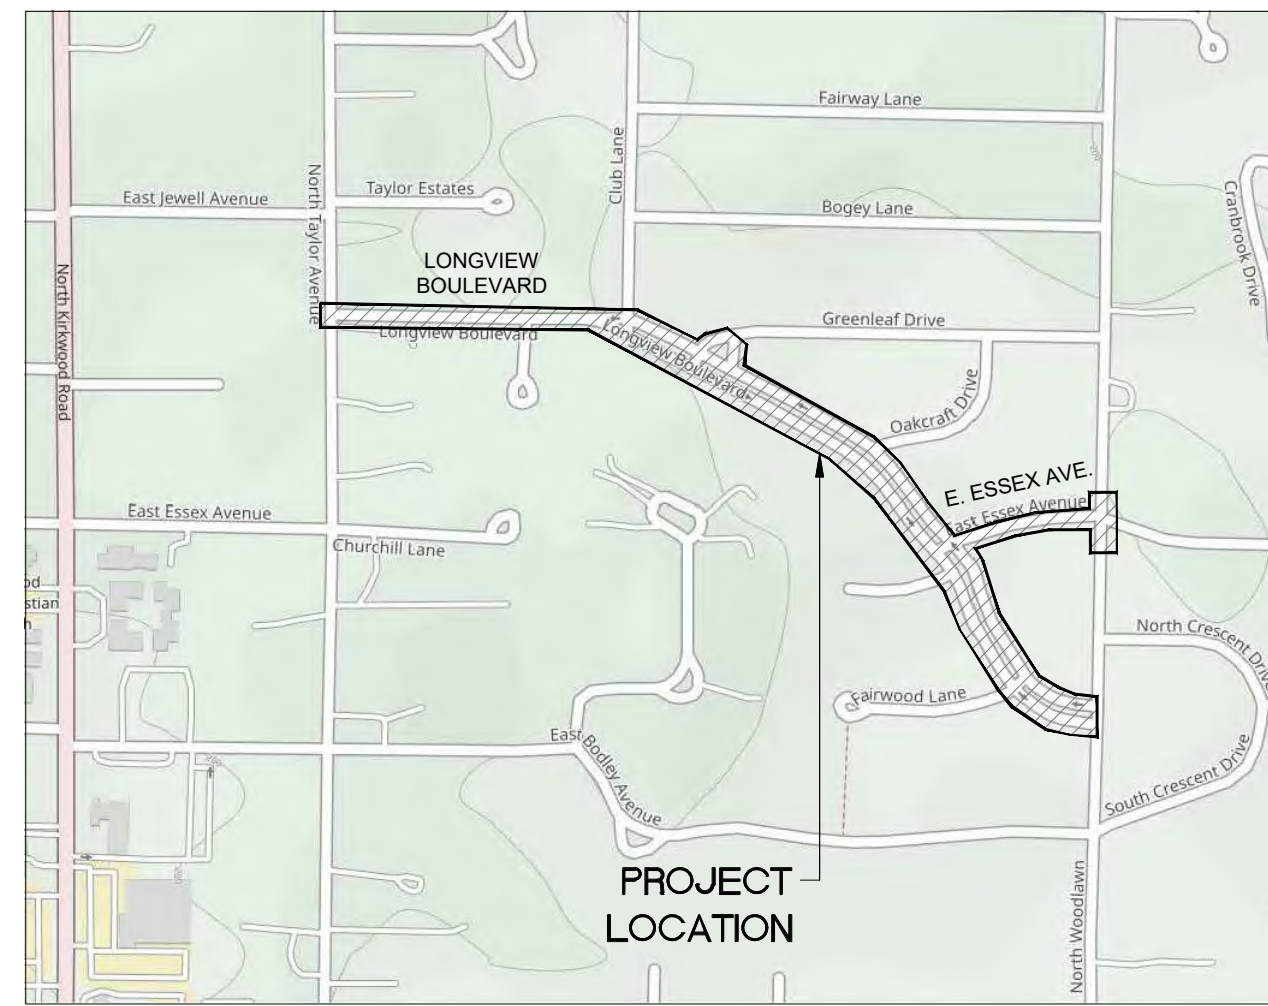 Fairway Lane
Club Lane
North Taylor Avenue
East Jewell Avenue
Taylor Estates
Bogey Lane
Cranbrook Drive
North Kirkwood Road
LONGVIEW
BOULEVARD
Longview Boulevard
Longview Boulevard
Greenleaf Drive
Oakcraft Drive
E. ESSEX AVE.
East Essex Avenue
East Essex Avenue
Churchill Lane
stian
North Crescent Drive
Fairwood Lane
East Bodley Avenue
South Crescent Drive
PROJECT
LOCATION
North Woodlawn